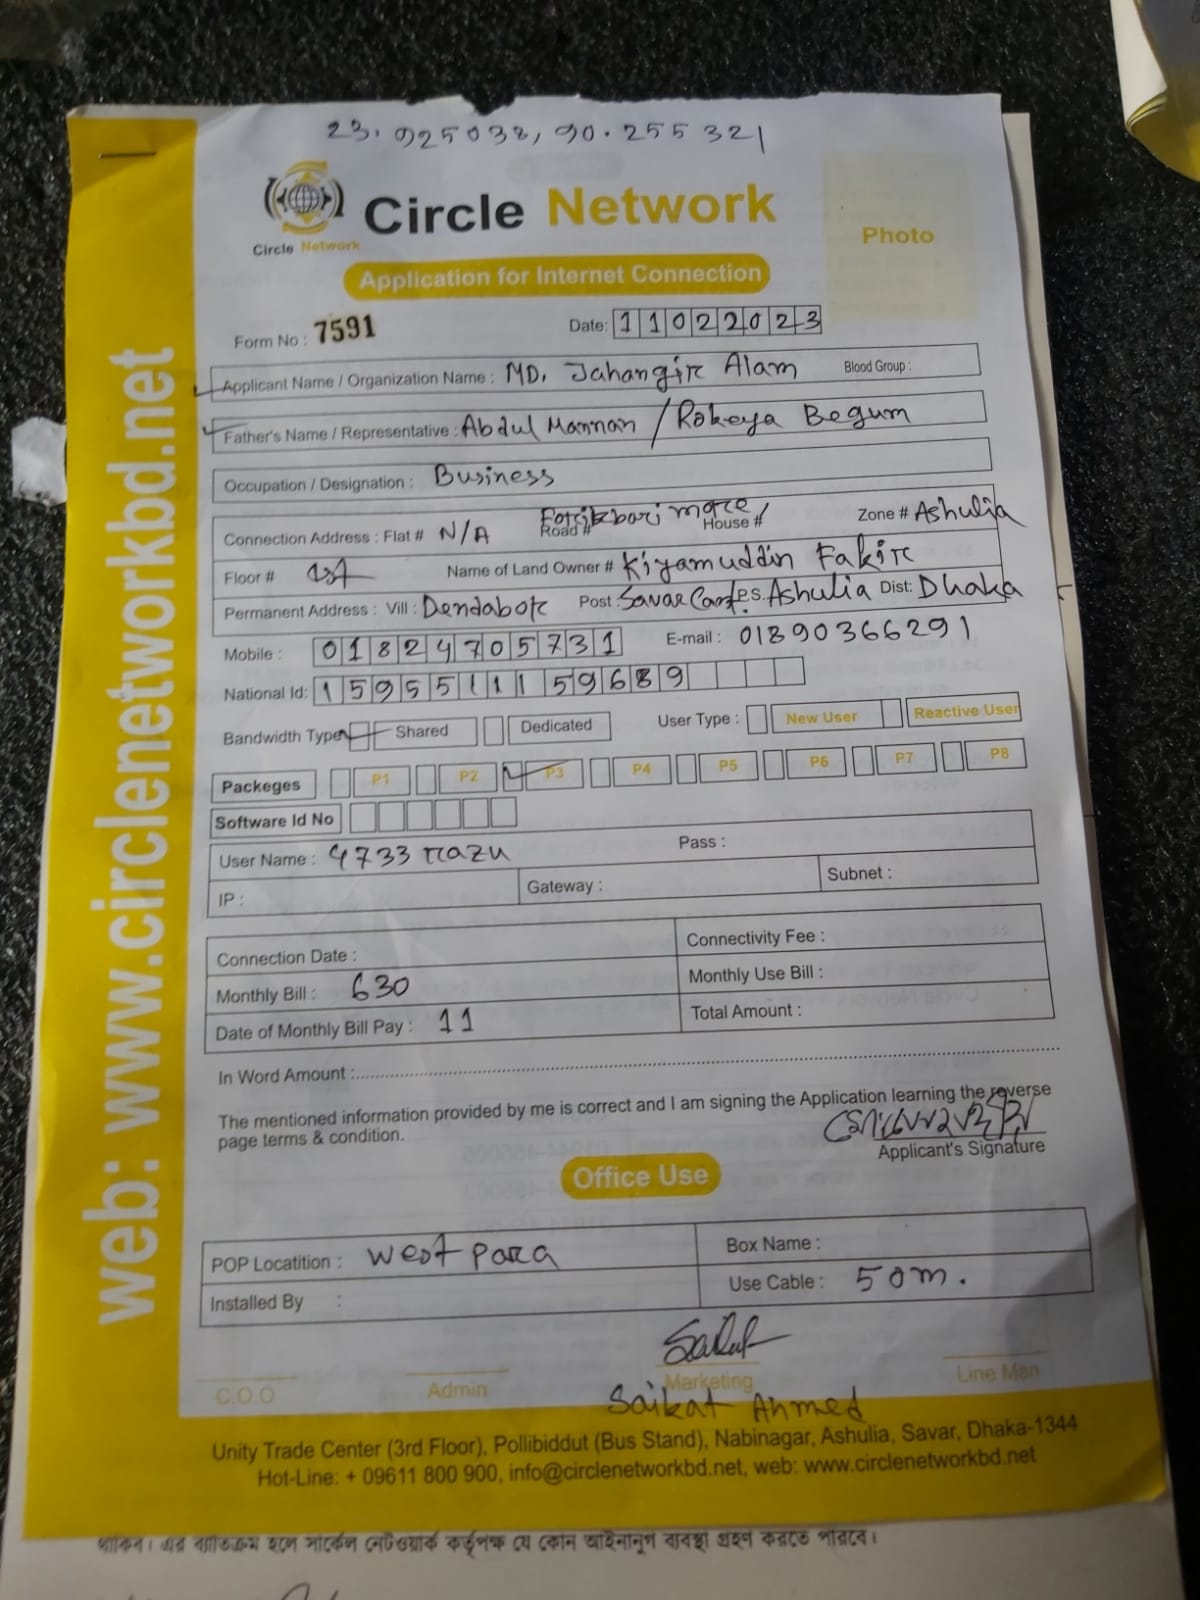 23.925038, 90.255321
Circle Network
Circle Network
Photo
Application for Internet Connection
Form No : 7591
Date: 11022023
Applicant Name / Organization Name : MD. Jahangir Alam Blood Group :
Father's Name / Representative : Abdul Mannan / Rokeya Begum
Occupation / Designation : Business
Connection Address : Flat # N/A Road # Fakirbari more / House # Zone # Ashulia
Floor # 1st Name of Land Owner # Kiyamuddin Fakir
Permanent Address : Vill : Dendabor Post : Savar Cant. P.S. Ashulia Dist: Dhaka
Mobile : 01824705731 E-mail : 01890366291
National Id: 1995511159689
Bandwidth Type Shared Dedicated User Type : New User Reactive User
Packeges P1 P2 P3 P4 P5 P6 P7 P8
Software Id No
User Name : 4733 razu Pass :
IP : Gateway : Subnet :
Connection Date : Connectivity Fee :
Monthly Bill : 630 Monthly Use Bill :
Date of Monthly Bill Pay : 11 Total Amount :
In Word Amount :
The mentioned information provided by me is correct and I am signing the Application learning the reverse
page terms & condition.
Applicant's Signature
Office Use
POP Locatition : West para Box Name :
Installed By : Use Cable : 50m.
C.O.O Admin Marketing Line Man
Saikat Ahmed
Unity Trade Center (3rd Floor), Pollibiddut (Bus Stand), Nabinagar, Ashulia, Savar, Dhaka-1344
Hot-Line: + 09611 800 900, info@circlenetworkbd.net, web: www.circlenetworkbd.net
web: www.circlenetworkbd.net
থাকিব। এর ব্যতিক্রম হলে সার্কেল নেটওয়ার্ক কর্তৃপক্ষ যে কোন আইনানুগ ব্যবস্থা গ্রহণ করতে পারবে।